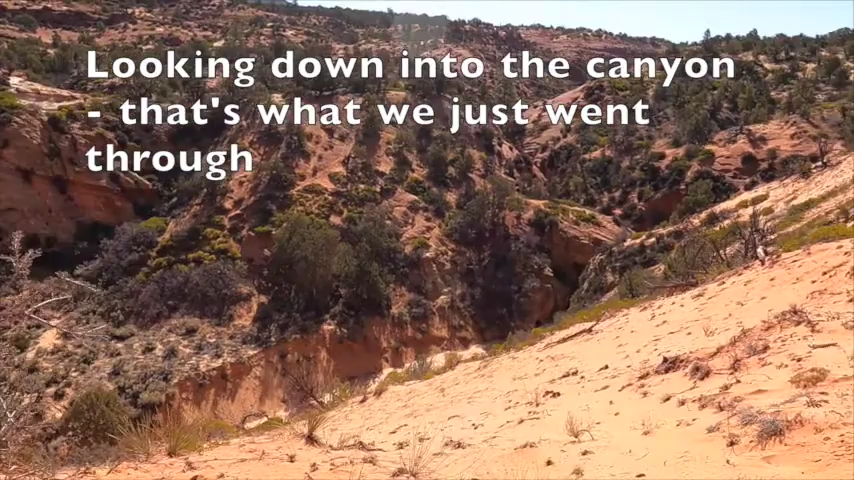 Looking down into the canyon
- that's what we just went
through